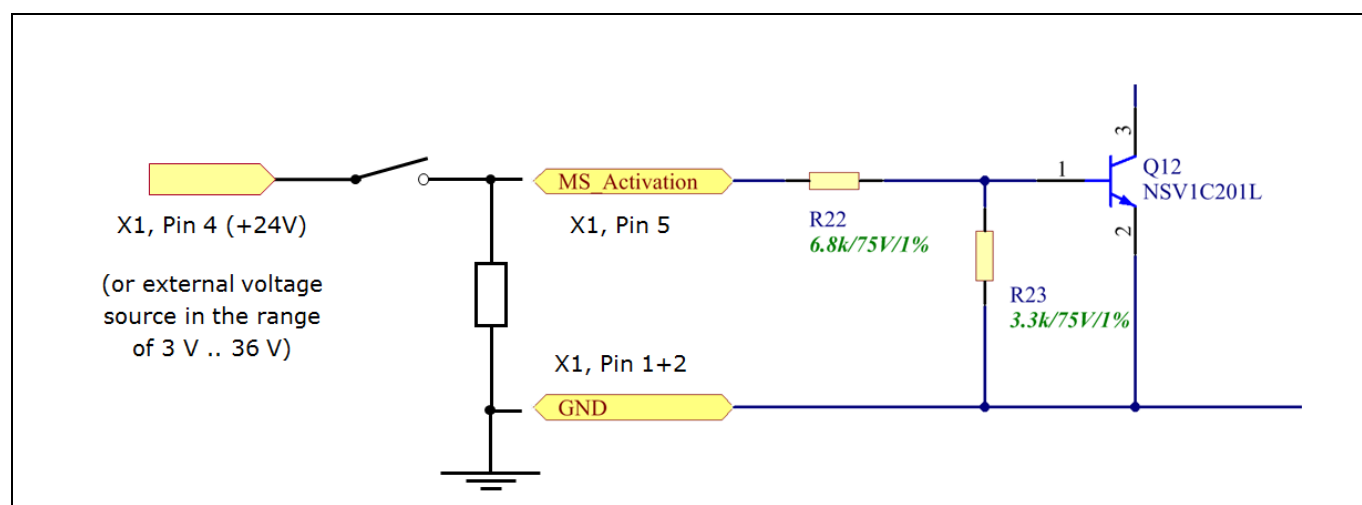 3
1
Q12
NSV1C201L
MS_Activation
X1, Pin 4 (+24V)
X1, Pin 5
R22
6.8k/75V/1%
2
(or external voltage
source in the range
of 3 V .. 36 V)
R23
3.3k/75V/1%
X1, Pin 1+2
GND